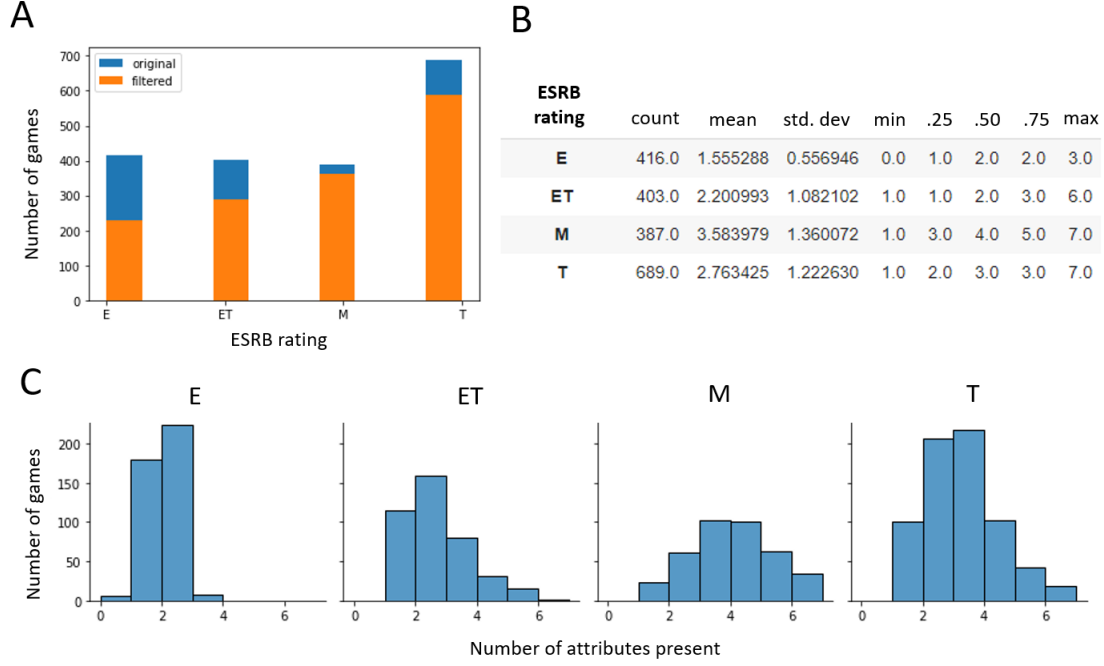 A
700
600
500
400
300
200
100
0
original
filtered
Number of games
E ET M T
ESRB rating
B
ESRB
rating count mean std. dev min .25 .50 .75 max
E 416.0 1.555288 0.556946 0.0 1.0 2.0 2.0 3.0
ET 403.0 2.200993 1.082102 1.0 1.0 2.0 3.0 6.0
M 387.0 3.583979 1.360072 1.0 3.0 4.0 5.0 7.0
T 689.0 2.763425 1.222630 1.0 2.0 3.0 3.0 7.0
C
E ET M T
Number of games
200
150
100
50
0
0 2 4 6 0 2 4 6 0 2 4 6 0 2 4 6
Number of attributes present